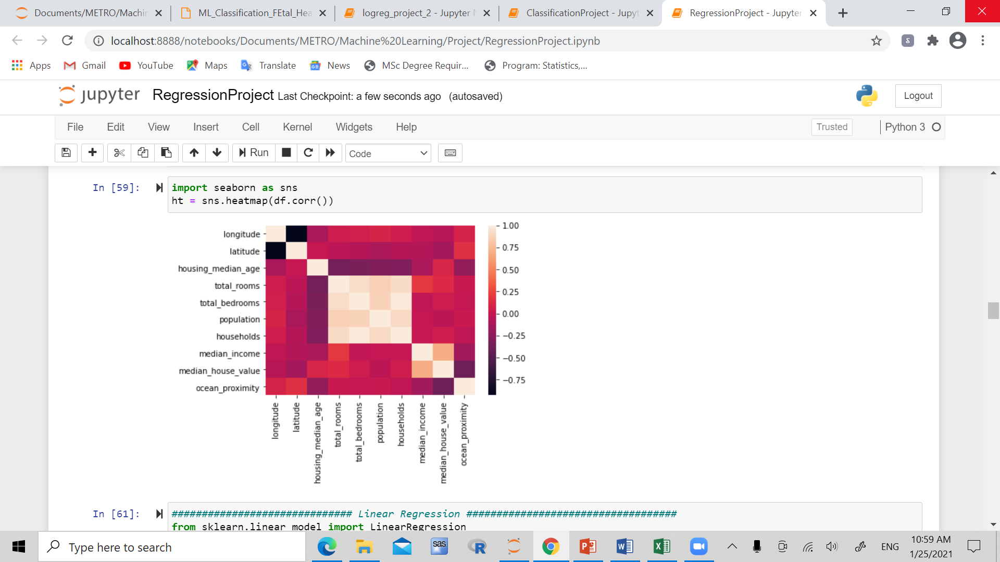 Documents/METRO/Machin
ML_Classification_FEtal_Hea
logreg_project_2 - Jupyter N
ClassificationProject - Jupyt
RegressionProject - Jupyter
localhost:8888/notebooks/Documents/METRO/Machine%20Learning/Project/RegressionProject.ipynb
Apps Gmail YouTube Maps Translate News MSc Degree Requir... Program: Statistics,...
jupyter RegressionProject Last Checkpoint: a few seconds ago (autosaved) Logout
File Edit View Insert Cell Kernel Widgets Help Trusted Python 3
Run Code
In [59]:
import seaborn as sns
ht = sns.heatmap(df.corr())
longitude
latitude
housing_median_age
total_rooms
total_bedrooms
population
households
median_income
median_house_value
ocean_proximity
1.00
0.75
0.50
0.25
0.00
−0.25
−0.50
−0.75
longitude
latitude
housing_median_age
total_rooms
total_bedrooms
population
households
median_income
median_house_value
ocean_proximity
In [61]:
############################## Linear Regression ###################################
from sklearn.linear_model import LinearRegression
Type here to search
sas
ENG
10:59 AM
1/25/2021